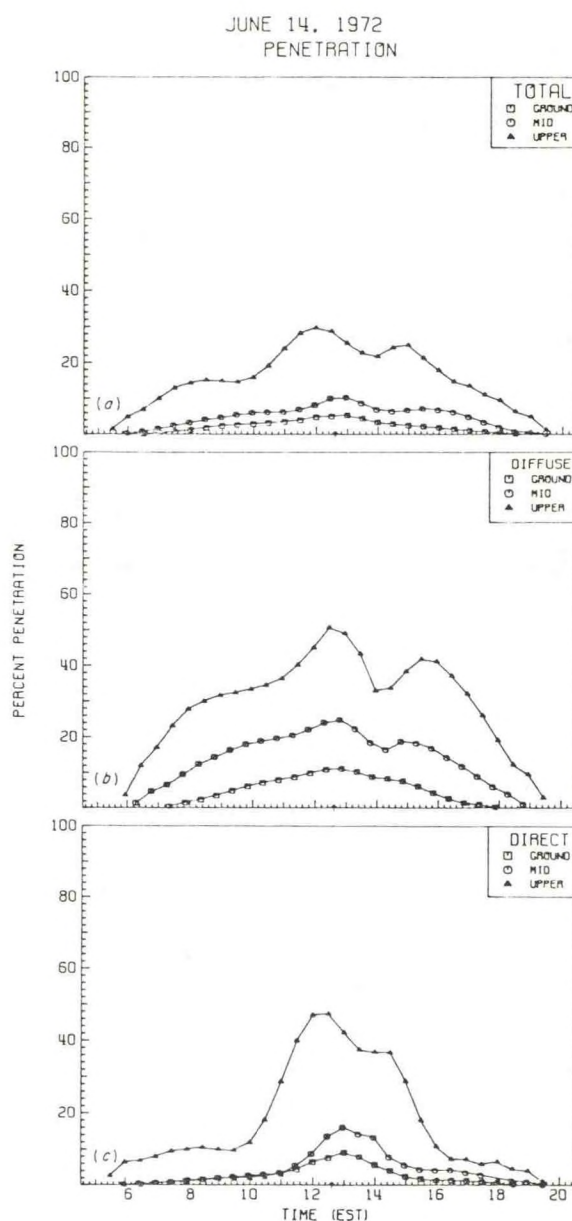 JUNE 14, 1972
PENETRATION
TOTAL
GROUND
MID
UPPER
100
80
60
40
20
(a)
DIFFUSE
GROUND
MID
UPPER
100
80
60
40
20
(b)
PERCENT PENETRATION
DIRECT
GROUND
MID
UPPER
100
80
60
40
20
(c)
6 8 10 12 14 16 18 20
TIME (EST)